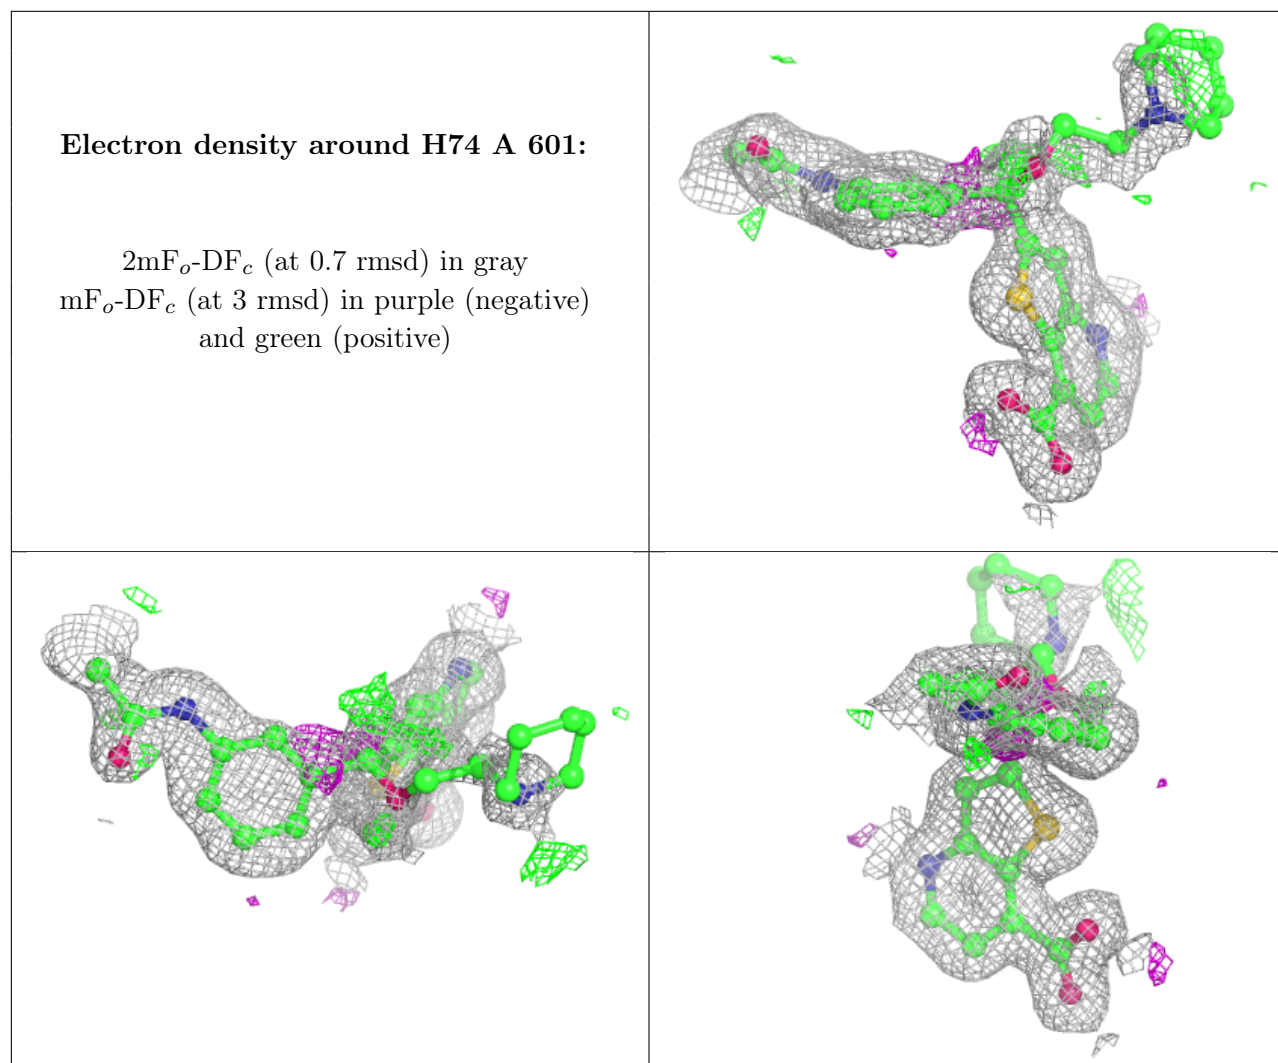 Electron density around H74 A 601:
2mFₒ-DF𝒸 (at 0.7 rmsd) in gray
mFₒ-DF𝒸 (at 3 rmsd) in purple (negative)
and green (positive)